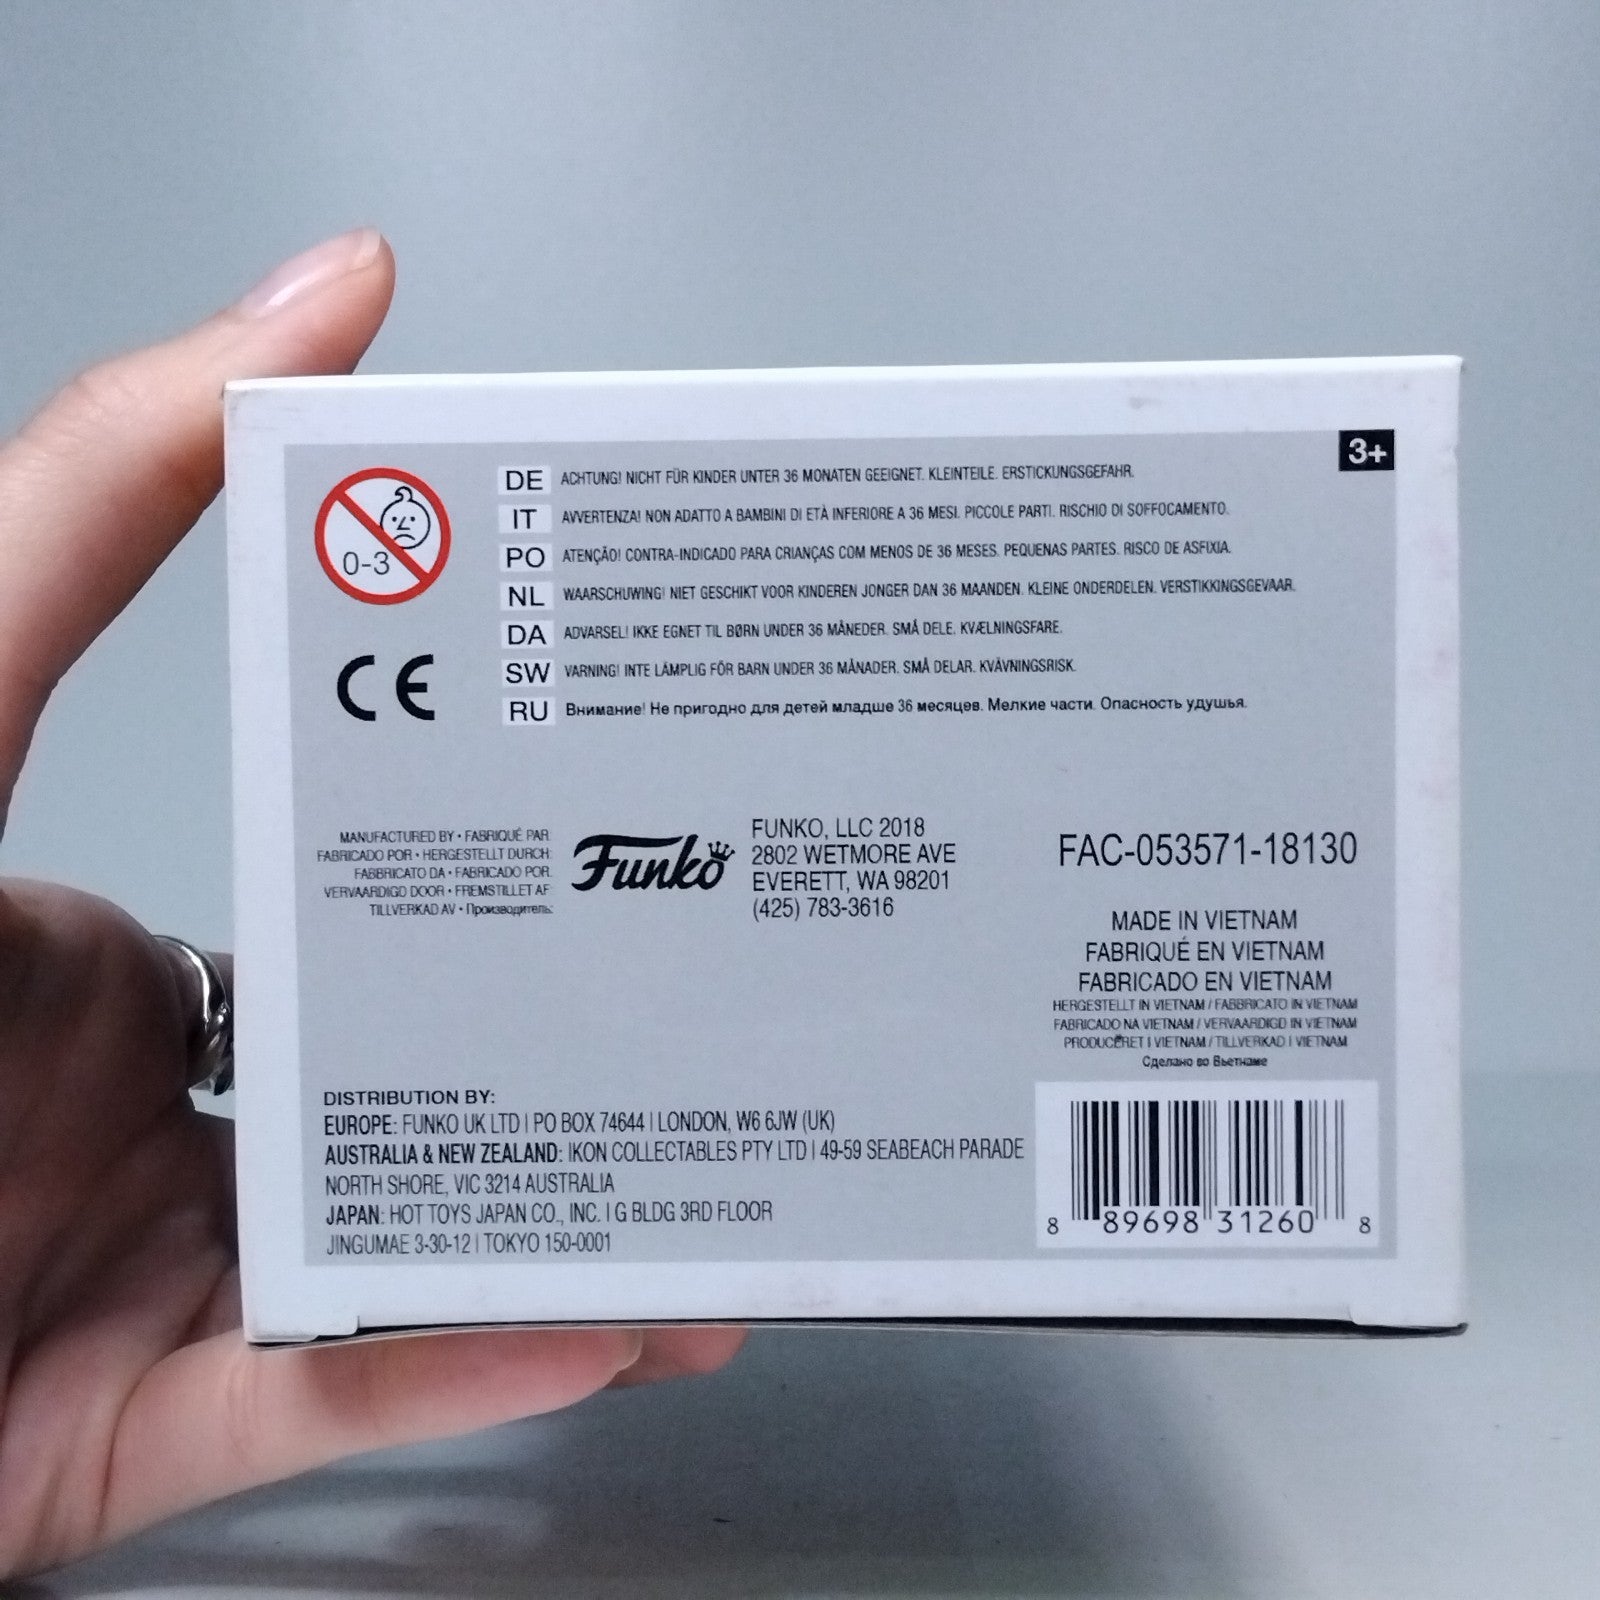 3+
0-3
DE ACHTUNG! NICHT FÜR KINDER UNTER 36 MONATEN GEEIGNET. KLEINTEILE. ERSTICKUNGSGEFAHR.
IT AVVERTENZA! NON ADATTO A BAMBINI DI ETÀ INFERIORE A 36 MESI. PICCOLE PARTI. RISCHIO DI SOFFOCAMENTO.
PO ATENÇÃO! CONTRA-INDICADO PARA CRIANÇAS COM MENOS DE 36 MESES. PEQUENAS PARTES. RISCO DE ASFIXIA.
NL WAARSCHUWING! NIET GESCHIKT VOOR KINDEREN JONGER DAN 36 MAANDEN. KLEINE ONDERDELEN. VERSTIKKINGSGEVAAR.
DA ADVARSEL! IKKE EGNET TIL BØRN UNDER 36 MÅNEDER. SMÅ DELE. KVÆLNINGSFARE.
SW VARNING! INTE LÄMPLIG FÖR BARN UNDER 36 MÅNADER. SMÅ DELAR. KVÄVNINGSRISK.
RU Внимание! Не пригодно для детей младше 36 месяцев. Мелкие части. Опасность удушья.
CE
MANUFACTURED BY • FABRIQUÉ PAR
FABRICADO POR • HERGESTELLT DURCH:
FABBRICATO DA • FABRICADO POR.
VERVAARDIGD DOOR • FREMSTILLET AF:
TILLVERKAD AV • Производитель:
Funko
FUNKO, LLC 2018
2802 WETMORE AVE
EVERETT, WA 98201
(425) 783-3616
FAC-053571-18130
MADE IN VIETNAM
FABRIQUÉ EN VIETNAM
FABRICADO EN VIETNAM
HERGESTELLT IN VIETNAM / FABBRICATO IN VIETNAM
FABRICADO NA VIETNAM / VERVAARDIGD IN VIETNAM
PRODUCERET I VIETNAM / TILLVERKAD I VIETNAM
Сделано во Вьетнаме
DISTRIBUTION BY:
EUROPE: FUNKO UK LTD | PO BOX 74644 | LONDON, W6 6JW (UK)
AUSTRALIA & NEW ZEALAND: IKON COLLECTABLES PTY LTD | 49-59 SEABEACH PARADE
NORTH SHORE, VIC 3214 AUSTRALIA
JAPAN: HOT TOYS JAPAN CO., INC. | G BLDG 3RD FLOOR
JINGUMAE 3-30-12 | TOKYO 150-0001
8 89698 31260 8